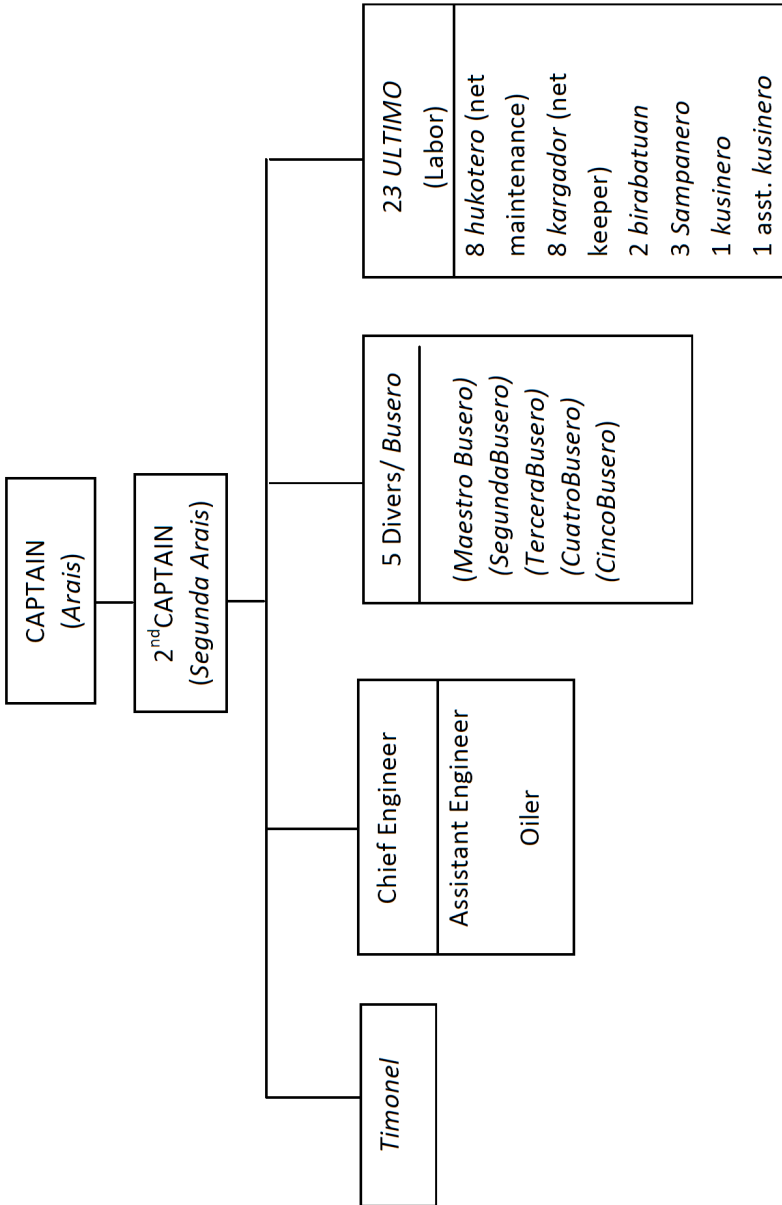 CAPTAIN
(Arais)
2nd CAPTAIN
(Segunda Arais)
Timonel
Chief Engineer
Assistant Engineer
Oiler
5 Divers/ Busero
(Maestro Busero)
(SegundaBusero)
(TerceraBusero)
(CuatroBusero)
(CincoBusero)
23 ULTIMO
(Labor)
8 hukotero (net
maintenance)
8 kargador (net
keeper)
2 birabatuan
3 Sampanero
1 kusinero
1 asst. kusinero